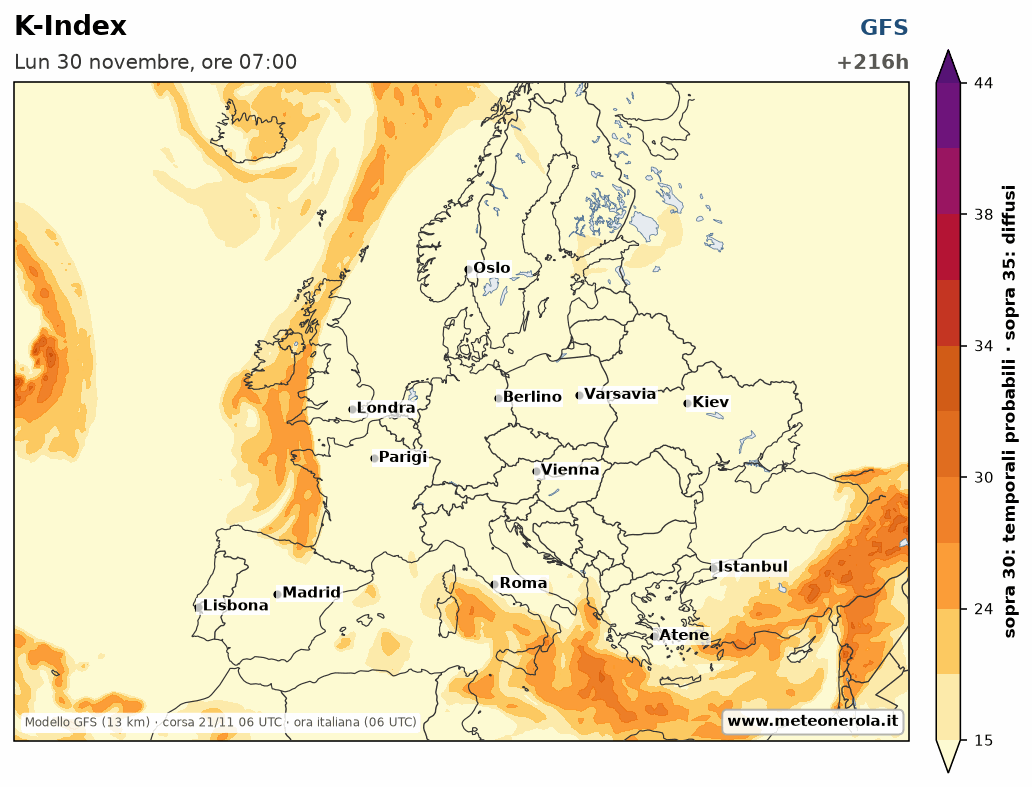 K-Index
GFS
Lun 30 novembre, ore 07:00
+216h
44
38
34
30
24
15
sopra 30: temporali probabili · sopra 35: diffusi
Oslo
Berlino
Varsavia
Kiev
Londra
Parigi
Vienna
Istanbul
Roma
Madrid
Lisbona
Atene
Modello GFS (13 km) · corsa 21/11 06 UTC · ora italiana (06 UTC)
www.meteonerola.it